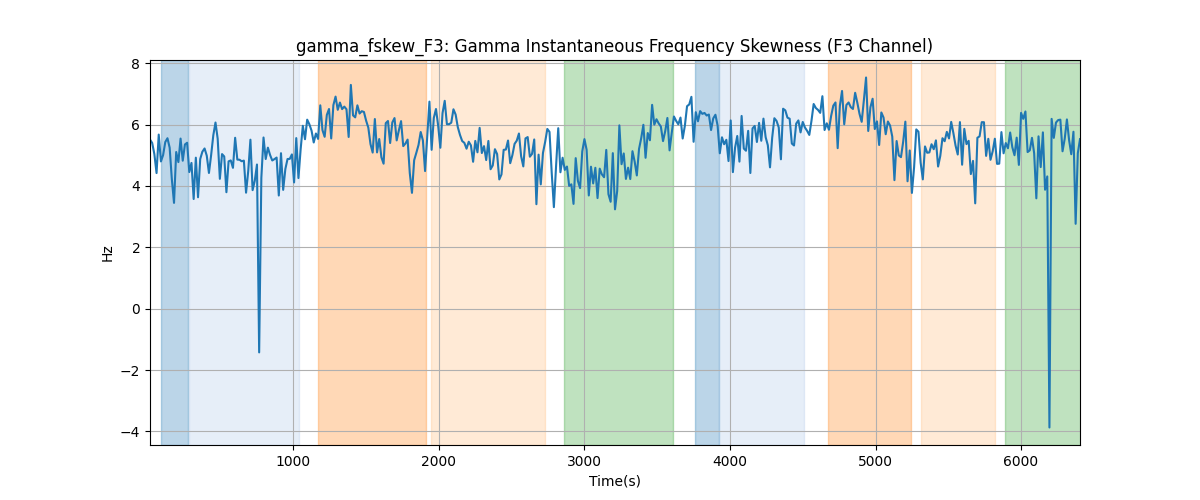 gamma_fskew_F3: Gamma Instantaneous Frequency Skewness (F3 Channel)
8
6
4
2
0
−2
−4
Hz
1000 2000 3000 4000 5000 6000
Time(s)